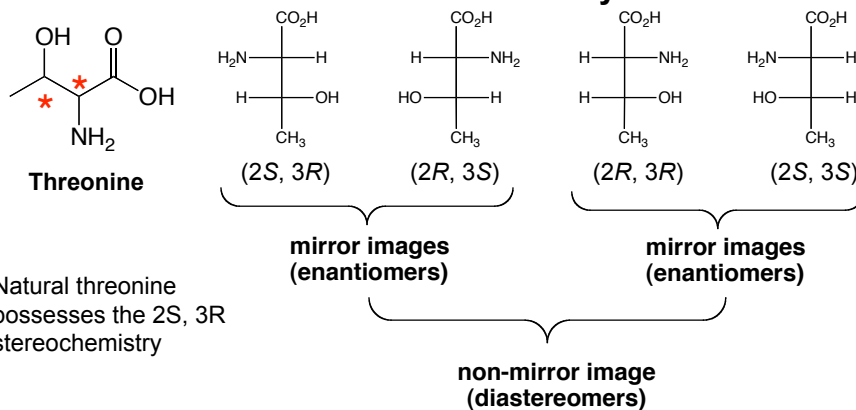 OH O
OH
NH2
Threonine
CO2H
H2N H
H OH
CH3
(2S, 3R)
CO2H
H NH2
HO H
CH3
(2R, 3S)
CO2H
H NH2
H OH
CH3
(2R, 3R)
CO2H
H2N H
HO H
CH3
(2S, 3S)
* *
mirror images
(enantiomers)
mirror images
(enantiomers)
Natural threonine
possesses the 2S, 3R
stereochemistry
non-mirror image
(diastereomers)